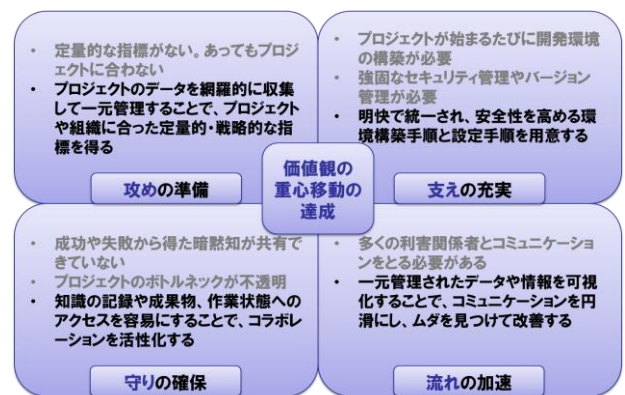 • 定量的な指標がない。あってもプロジ
ェクトに合わない
• プロジェクトのデータを網羅的に収集
して一元管理することで、プロジェクト
や組織に合った定量的・戦略的な指
標を得る
攻めの準備
• プロジェクトが始まるたびに開発環境
の構築が必要
• 強固なセキュリティ管理やバージョン
管理が必要
• 明快で統一され、安全性を高める環
境構築手順と設定手順を用意する
支えの充実
価値観の
重心移動の
達成
• 成功や失敗から得た暗黙知が共有で
きていない
• プロジェクトのボトルネックが不透明
• 知識の記録や成果物、作業状態への
アクセスを容易にすることで、コラボレ
ーションを活性化する
守りの確保
• 多くの利害関係者とコミュニケーショ
ンをとる必要がある
• 一元管理されたデータや情報を可視
化することで、コミュニケーションを円
滑にし、ムダを見つけて改善する
流れの加速